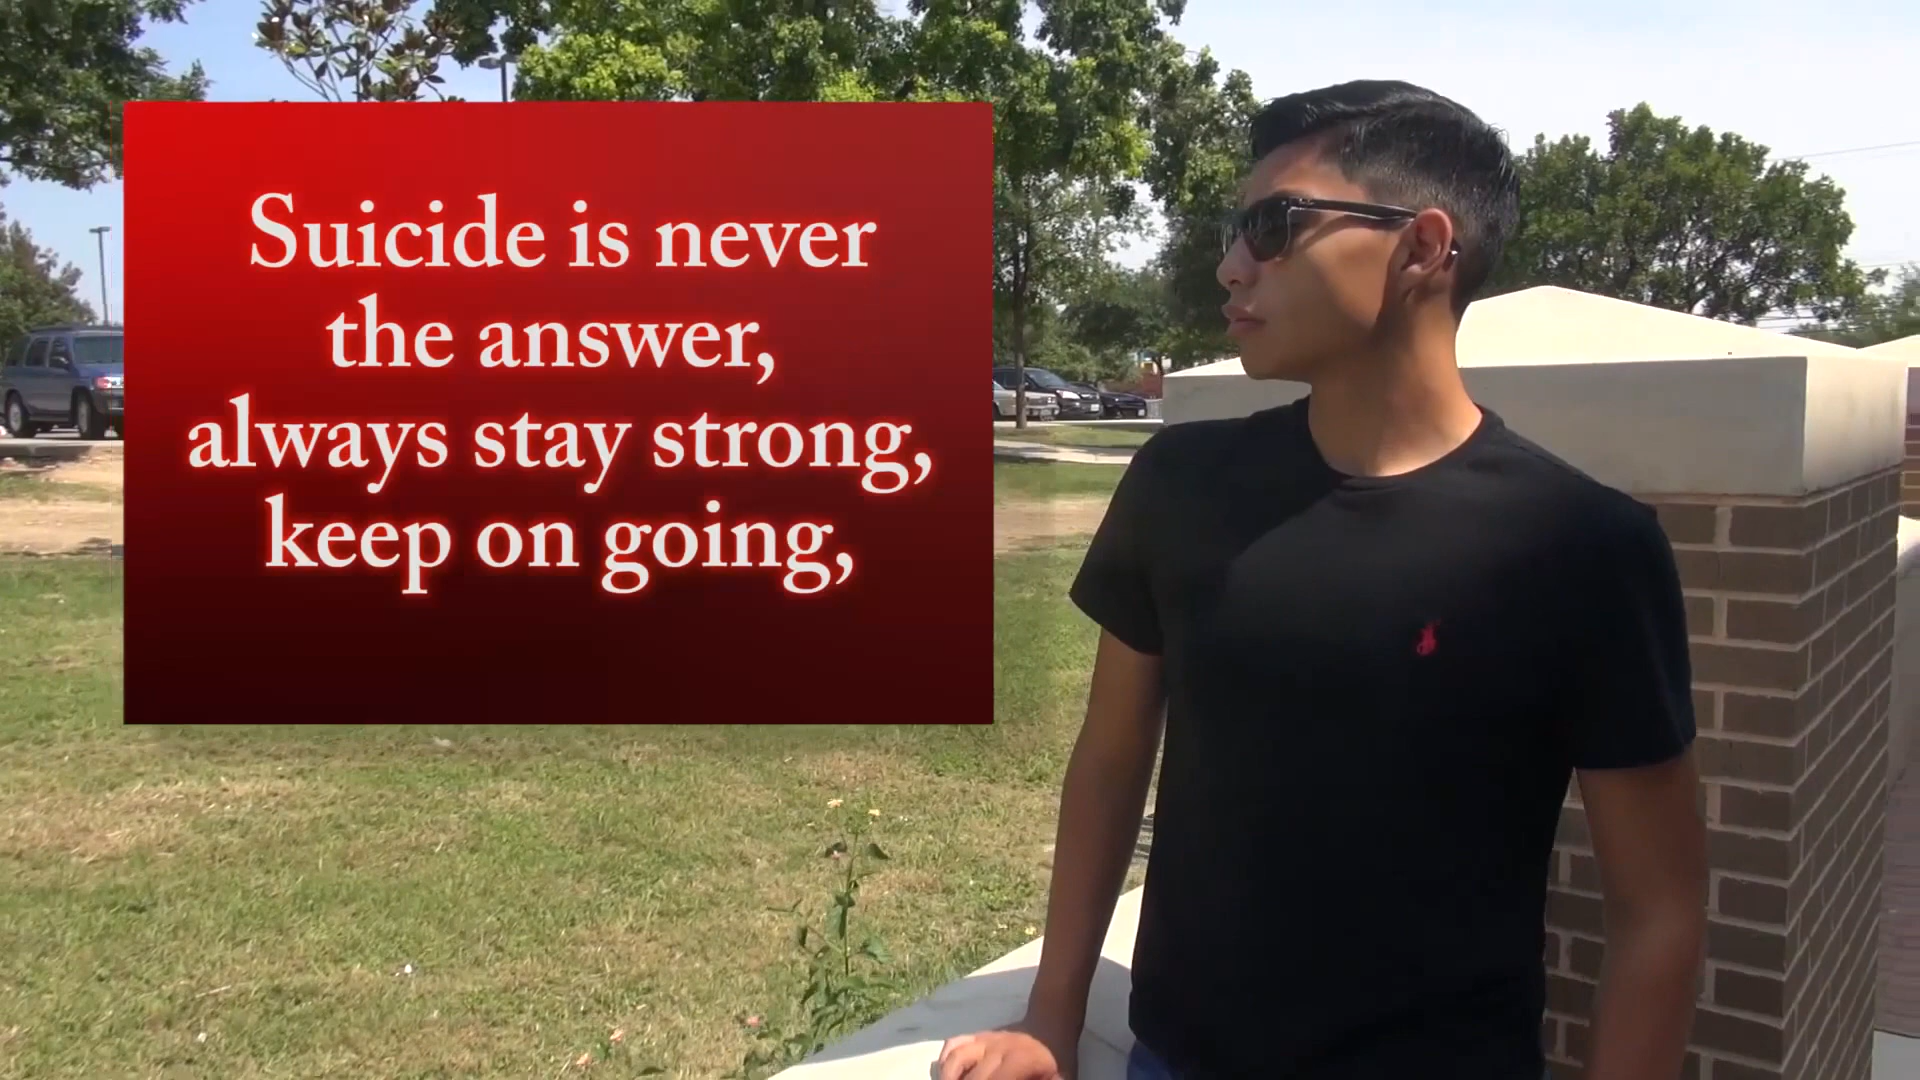 Suicide is never
the answer,
always stay strong,
keep on going,